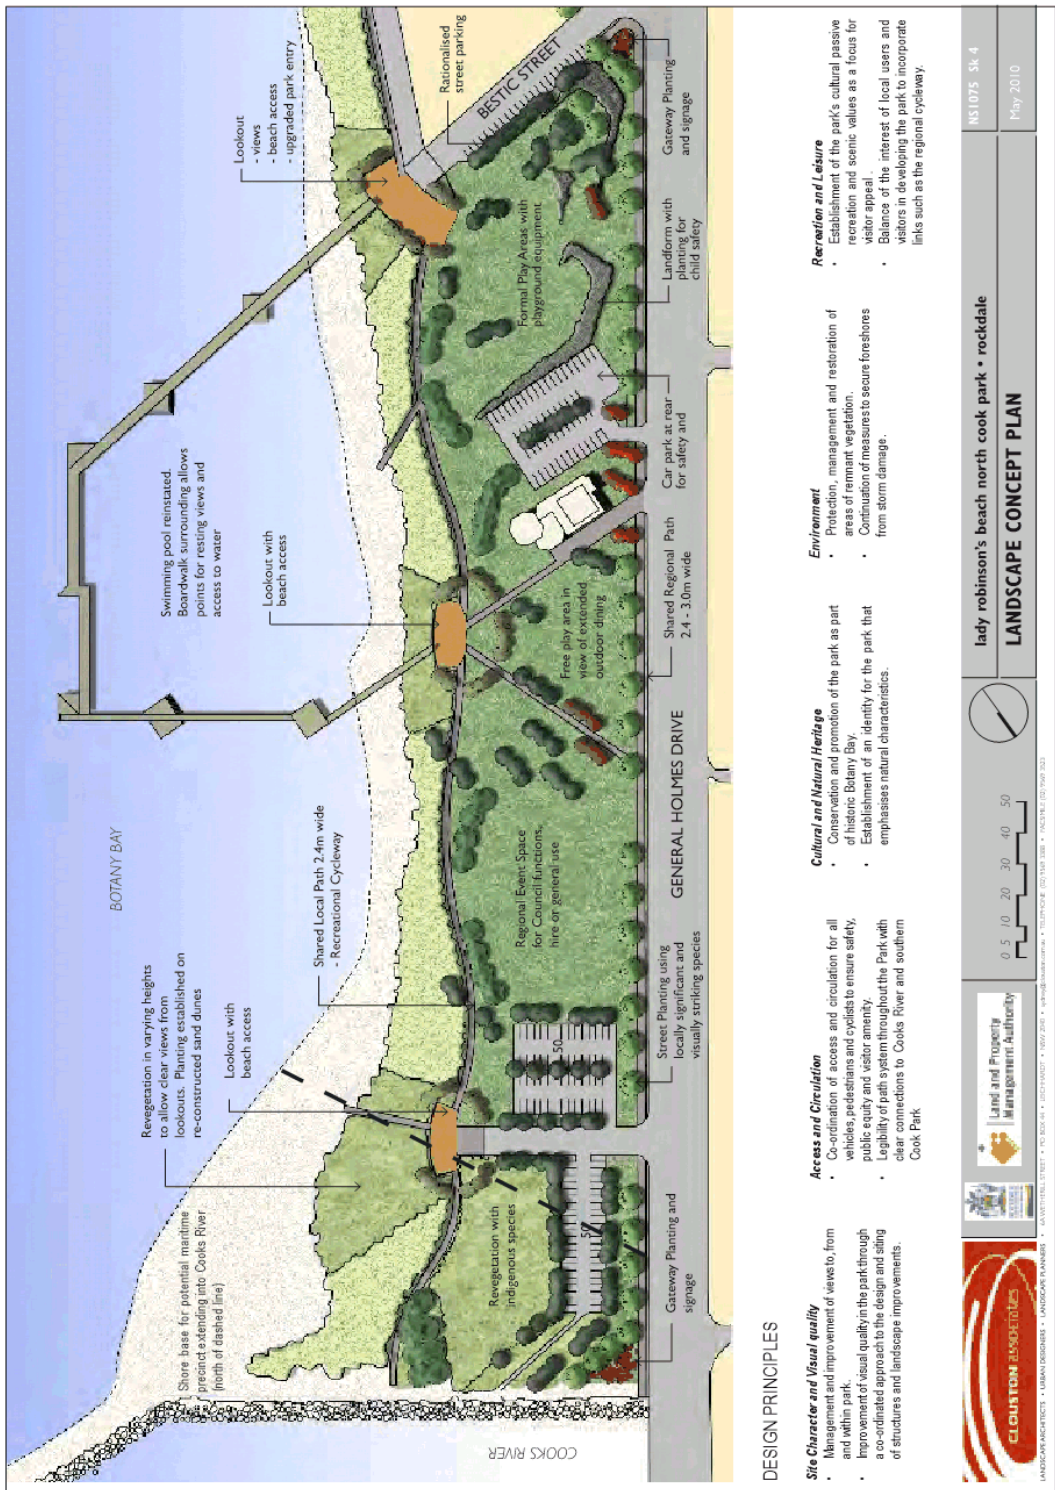 BOTANY BAY
Shore base for potential maritime
precinct extending into Cooks River
(north of dashed line)
Revegetation in varying heights
to allow clear views from
lookouts. Planting established on
re-constructed sand dunes
Lookout with
beach access
Shared Local Path 2.4m wide
- Recreational Cycleway
Swimming pool reinstated.
Boardwalk surrounding allows
points for resting views and
access to water
Lookout with
beach access
Lookout
- views
- beach access
- upgraded park entry
Rationalised
street parking
BESTIC STREET
COOKS RIVER
Revegetation with
indigenous species
50
50
Regional Event Space
for Council functions,
hire or general use
Free play area in
view of extended
outdoor dining
Formal Play Areas with
playground equipment
Gateway Planting and
signage
Street Planting using
locally significant and
visually striking species
GENERAL HOLMES DRIVE
Shared Regional Path
2.4 - 3.0m wide
Car park at rear
for safety and
Landform with
planting for
child safety
Gateway Planting
and signage
DESIGN PRINCIPLES
Site Character and Visual quality
• Management and improvement of views to, from
and within park.
• Improvement of visual quality in the park through
a co-ordinated approach to the design and siting
of structures and landscape improvements.
Access and Circulation
• Co-ordination of access and circulation for all
vehicles, pedestrians and cyclists to ensure safety,
public equity and visitor amenity.
• Legibility of path system throughout the Park with
clear connections to Cooks River and southern
Cook Park
Cultural and Natural Heritage
• Conservation and promotion of the park as part
of historic Botany Bay.
• Establishment of an identity for the park that
emphasises natural characteristics.
Environment
• Protection, management and restoration of
areas of remnant vegetation.
• Continuation of measures to secure foreshores
from storm damage.
Recreation and Leisure
• Establishment of the park's cultural passive
recreation and scenic values as a focus for
visitor appeal .
• Balance of the interest of local users and
visitors in developing the park to incorporate
links such as the regional cycleway.
CLOUSTON associates
Land and Property
Management Authority
0 5 10 20 30 40 50
lady robinson's beach north cook park • rockdale
LANDSCAPE CONCEPT PLAN
NS1075 Sk 4
May 2010
LANDSCAPE ARCHITECTS • URBAN DESIGNERS • LANDSCAPE PLANNERS •